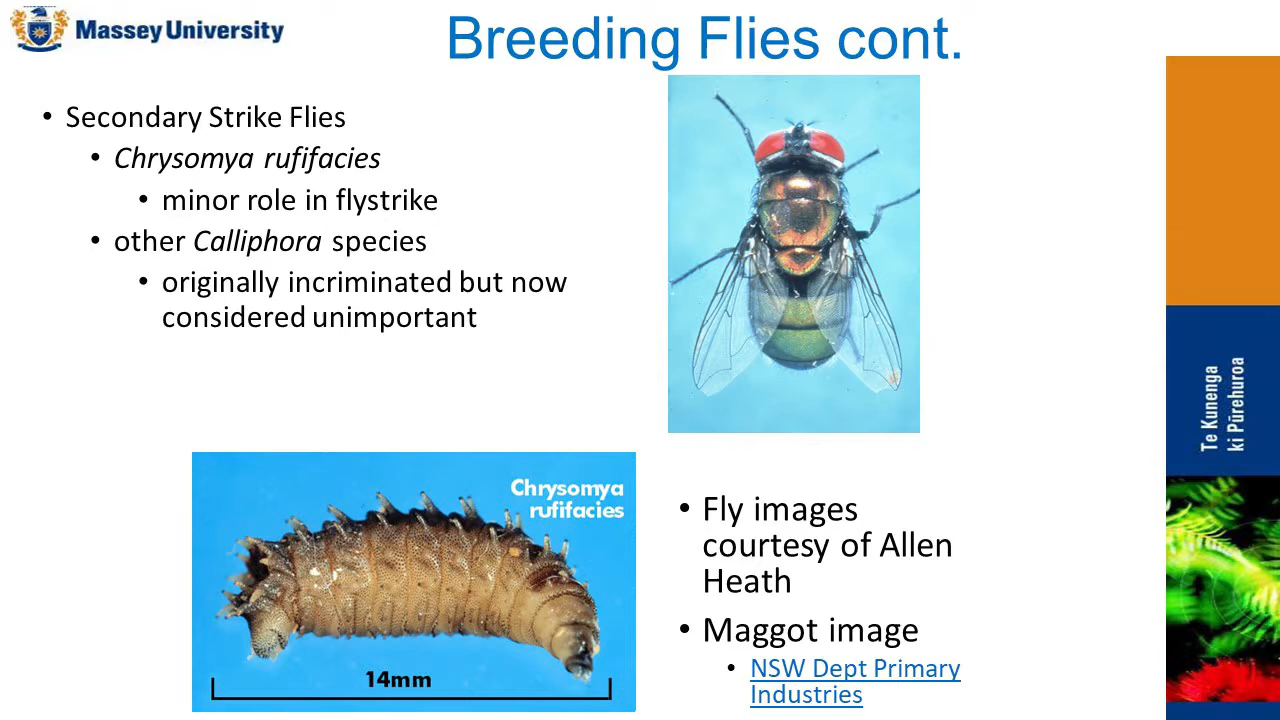 Massey University
Breeding Flies cont.
• Secondary Strike Flies
• Chrysomya rufifacies
• minor role in flystrike
• other Calliphora species
• originally incriminated but now
considered unimportant
Te Kunenga
ki Pūrehuroa
Chrysomya
rufifacies
14mm
• Fly images
courtesy of Allen
Heath
• Maggot image
• NSW Dept Primary
Industries